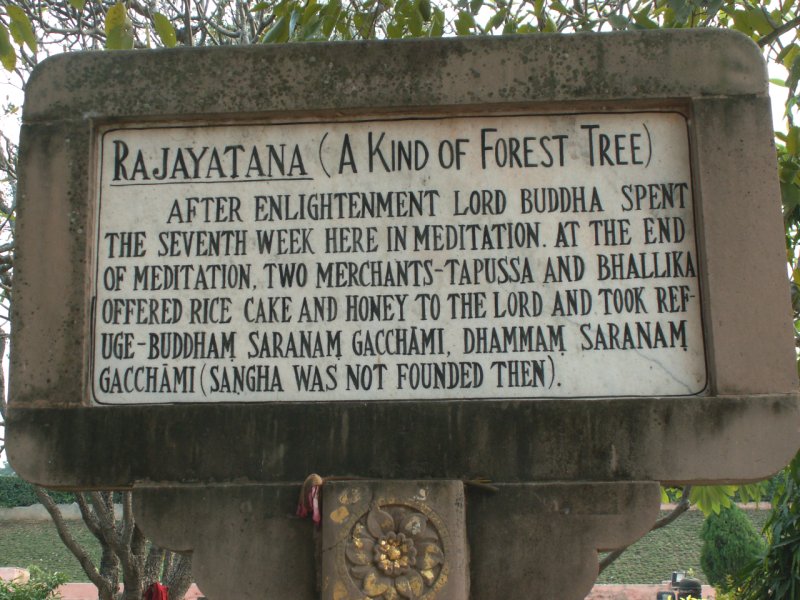 RAJAYATANA (A KIND OF FOREST TREE)
AFTER ENLIGHTENMENT LORD BUDDHA SPENT
THE SEVENTH WEEK HERE IN MEDITATION. AT THE END
OF MEDITATION, TWO MERCHANTS-TAPUSSA AND BHALLIKA
OFFERED RICE CAKE AND HONEY TO THE LORD AND TOOK REF-
UGE-BUDDHAṂ SARANAṂ GACCHĀMI, DHAMMAṂ SARANAṂ
GACCHĀMI (SAṄGHA WAS NOT FOUNDED THEN).